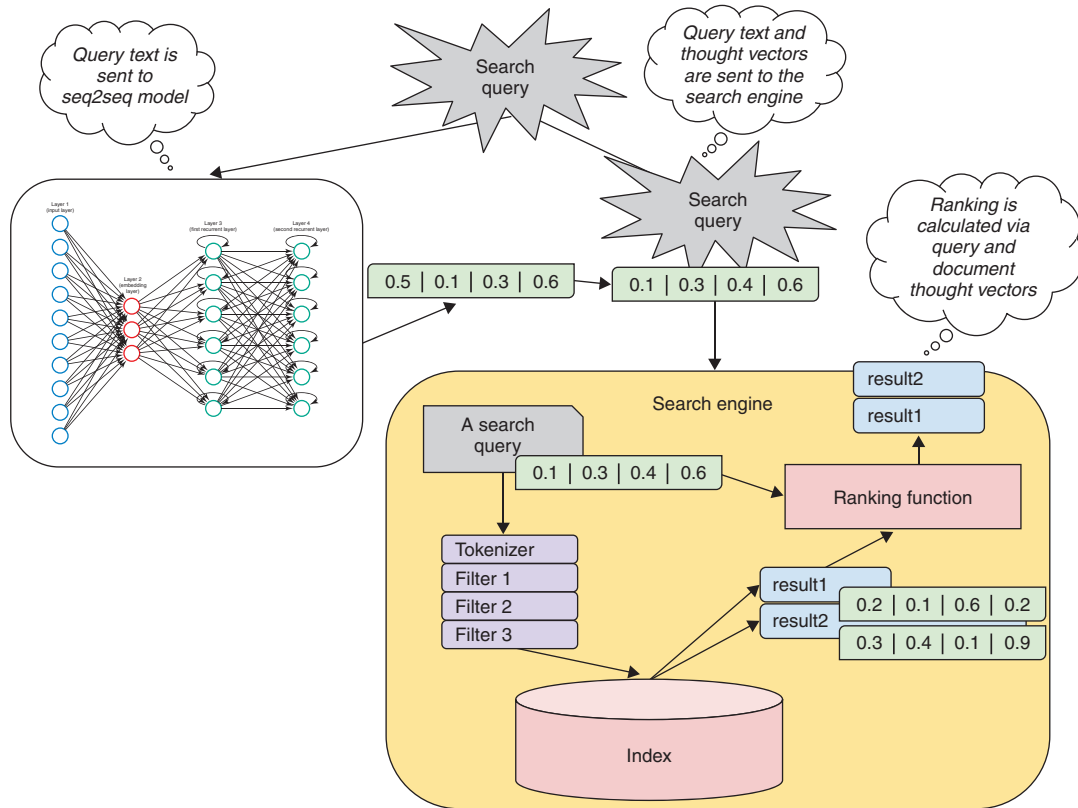 Query text is
sent to
seq2seq model
Search
query
Query text and
thought vectors
are sent to the
search engine
Layer 1
(input layer)
Layer 2
(embedding
layer)
Layer 3
(first recurrent layer)
Layer 4
(second recurrent layer)
Search
query
Ranking is
calculated via
query and
document
thought vectors
0.5 | 0.1 | 0.3 | 0.6
0.1 | 0.3 | 0.4 | 0.6
Search engine
result2
result1
A search
query
0.1 | 0.3 | 0.4 | 0.6
Ranking function
Tokenizer
Filter 1
Filter 2
Filter 3
result1
0.2 | 0.1 | 0.6 | 0.2
result2
0.3 | 0.4 | 0.1 | 0.9
Index